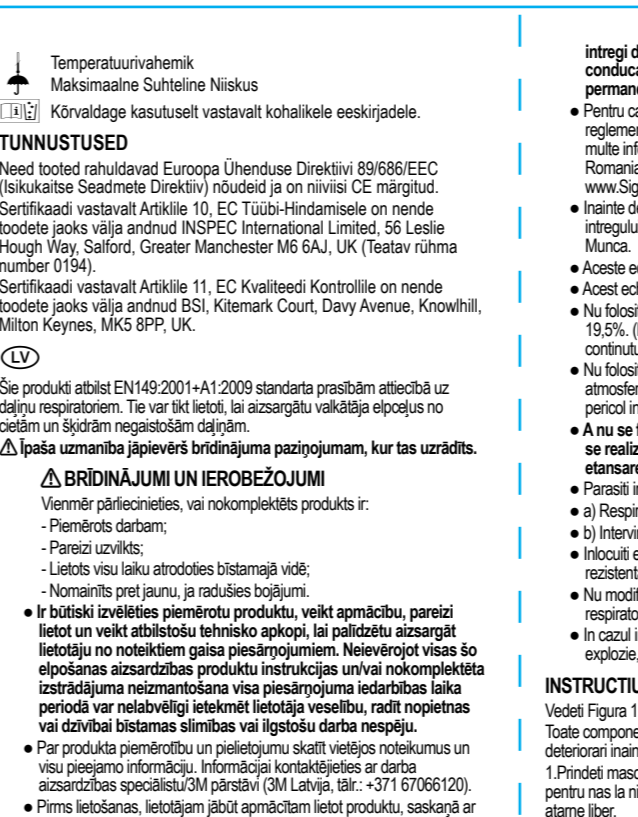 Temperatuurivahemik
Maksimaalne Suhteline Niiskus
Kõrvaldage kasutuselt vastavalt kohalikele eeskirjadele.
TUNNUSTUSED
Need tooted rahuldavad Euroopa Ühenduse Direktiivi 89/686/EEC
(Isikukaitse Seadmete Direktiiv) nõudeid ja on niiviisi CE märgitud.
Sertifikaadi vastavalt Artiklile 10, EC Tüübi-Hindamisele on nende
toodete jaoks välja andnud INSPEC International Limited, 56 Leslie
Hough Way, Salford, Greater Manchester M6 6AJ, UK (Teatav rühma
number 0194).
Sertifikaadi vastavalt Artiklile 11, EC Kvaliteedi Kontrollile on nende
toodete jaoks välja andnud BSI, Kitemark Court, Davy Avenue, Knowlhill,
Milton Keynes, MK5 8PP, UK.
LV
Šie produkti atbilst EN149:2001+A1:2009 standarta prasībām attiecībā uz
daļiņu respiratoriem. Tie var tikt lietoti, lai aizsargātu valkātāja elpceļus no
cietām un šķidrām negaistošām daļiņām.
⚠ Īpaša uzmanība jāpievērš brīdinājuma paziņojumam, kur tas uzrādīts.
⚠ BRĪDINĀJUMI UN IEROBEŽOJUMI
Vienmēr pārliecinieties, vai nokomplektēts produkts ir:
- Piemērots darbam;
- Pareizi uzvilkts;
- Lietots visu laiku atrodoties bīstamajā vidē;
- Nomainīts pret jaunu, ja radušies bojājumi.
● Ir būtiski izvēlēties piemērotu produktu, veikt apmācību, pareizi
lietot un veikt atbilstošu tehnisko apkopi, lai palīdzētu aizsargāt
lietotāju no noteiktiem gaisa piesārņojumiem. Neievērojot visas šo
elpošanas aizsardzības produktu instrukcijas un/vai nokomplektēta
izstrādājuma neizmantošana visa piesārņojuma iedarbības laika
periodā var nelabvēlīgi ietekmēt lietotāja veselību, radīt nopietnas
vai dzīvībai bīstamas slimības vai ilgstošu darba nespēju.
● Par produkta piemērotību un pielietojumu skatīt vietējos noteikumus un
visu pieejamo informāciju. Informācijai kontaktējieties ar darba
aizsardzības speciālistu/3M pārstāvi (3M Latvija, tālr.: +371 67066120).
● Pirms lietošanas, lietotājam jābūt apmācītam lietot produktu, saskaņā ar
intregi d
conduca
permane
● Pentru ca
reglemen
multe info
Romania
www.Sig
● Inainte de
intregulu
Munca.
● Aceste ec
● Acest ech
● Nu folosit
19,5%. (
continutu
● Nu folosit
atmosfer
pericol in
● A nu se f
se realiz
etansare
● Parasiti in
● a) Respir
● b) Intervin
● Inlocuiti e
rezistent
● Nu modif
respirato
● In cazul i
explozie,
INSTRUCTIU
Vedeti Figura 1
Toate compone
deteriorari inain
1.Prindeti masc
pentru nas la ni
atarne liber.